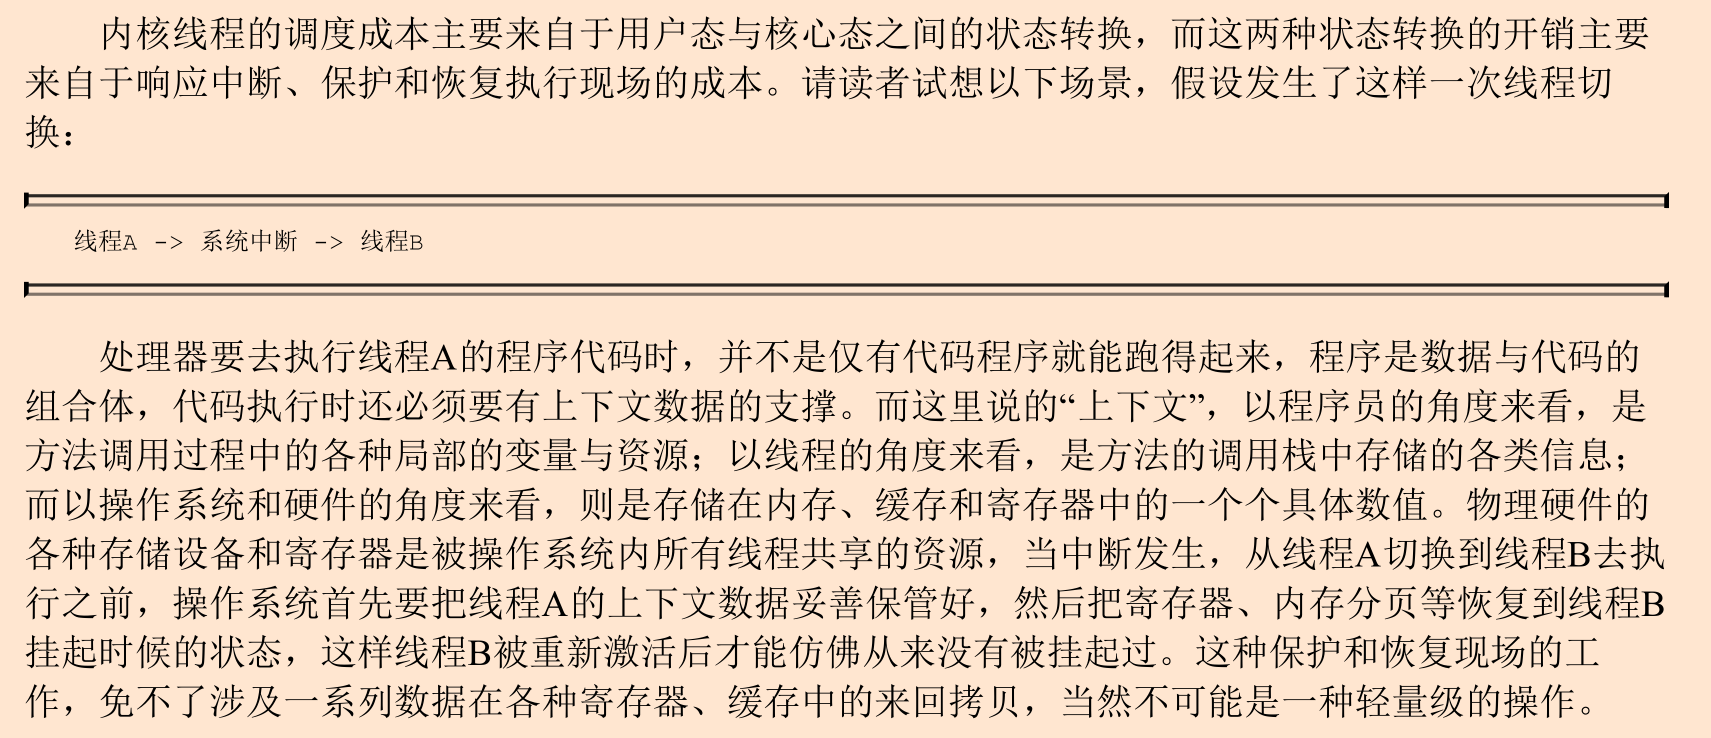 内核线程的调度成本主要来自于用户态与核心态之间的状态转换，而这两种状态转换的开销主要
来自于响应中断、保护和恢复执行现场的成本。请读者试想以下场景，假设发生了这样一次线程切
换：
线程A -> 系统中断 -> 线程B
处理器要去执行线程A的程序代码时，并不是仅有代码程序就能跑得起来，程序是数据与代码的
组合体，代码执行时还必须要有上下文数据的支撑。而这里说的“上下文”，以程序员的角度来看，是
方法调用过程中的各种局部的变量与资源；以线程的角度来看，是方法的调用栈中存储的各类信息；
而以操作系统和硬件的角度来看，则是存储在内存、缓存和寄存器中的一个个具体数值。物理硬件的
各种存储设备和寄存器是被操作系统内所有线程共享的资源，当中断发生，从线程A切换到线程B去执
行之前，操作系统首先要把线程A的上下文数据妥善保管好，然后把寄存器、内存分页等恢复到线程B
挂起时候的状态，这样线程B被重新激活后才能仿佛从来没有被挂起过。这种保护和恢复现场的工
作，免不了涉及一系列数据在各种寄存器、缓存中的来回拷贝，当然不可能是一种轻量级的操作。